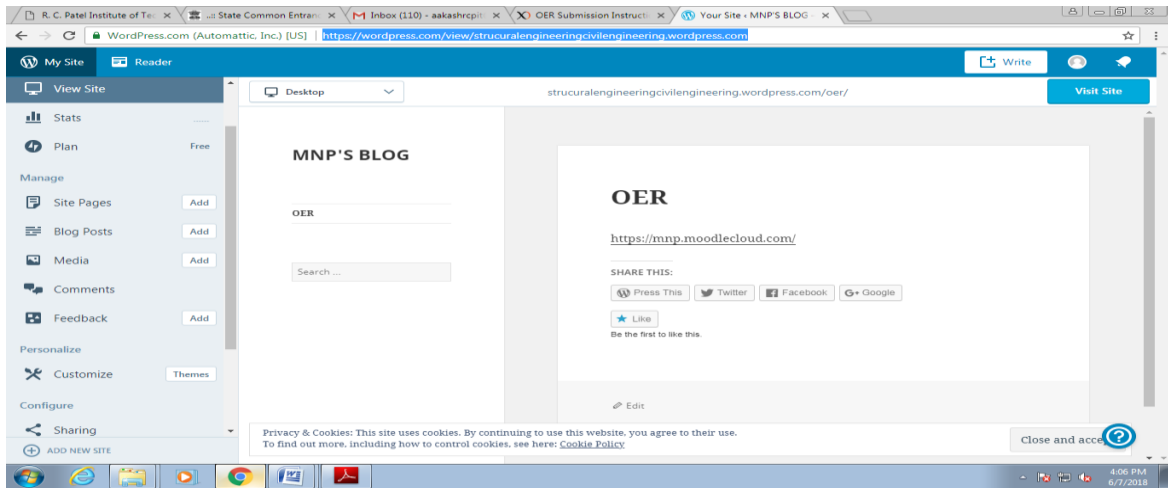 R. C. Patel Institute of Te
..:: State Common Entran
Inbox (110) - aakashrcpit
OER Submission Instructi
Your Site ‹ MNP'S BLOG -
WordPress.com (Automattic, Inc.) [US] | https://wordpress.com/view/strucuralengineeringcivilengineering.wordpress.com
My Site
Reader
Write
View Site
Desktop
strucuralengineeringcivilengineering.wordpress.com/oer/
Visit Site
Stats
Plan Free
Manage
Site Pages Add
Blog Posts Add
Media Add
Comments
Feedback Add
Personalize
Customize Themes
Configure
Sharing
ADD NEW SITE
MNP'S BLOG
OER
Search ...
OER
https://mnp.moodlecloud.com/
SHARE THIS:
Press This Twitter Facebook G+ Google
Like
Be the first to like this.
Edit
Privacy & Cookies: This site uses cookies. By continuing to use this website, you agree to their use.
To find out more, including how to control cookies, see here: Cookie Policy
Close and acce
4:06 PM
6/7/2018